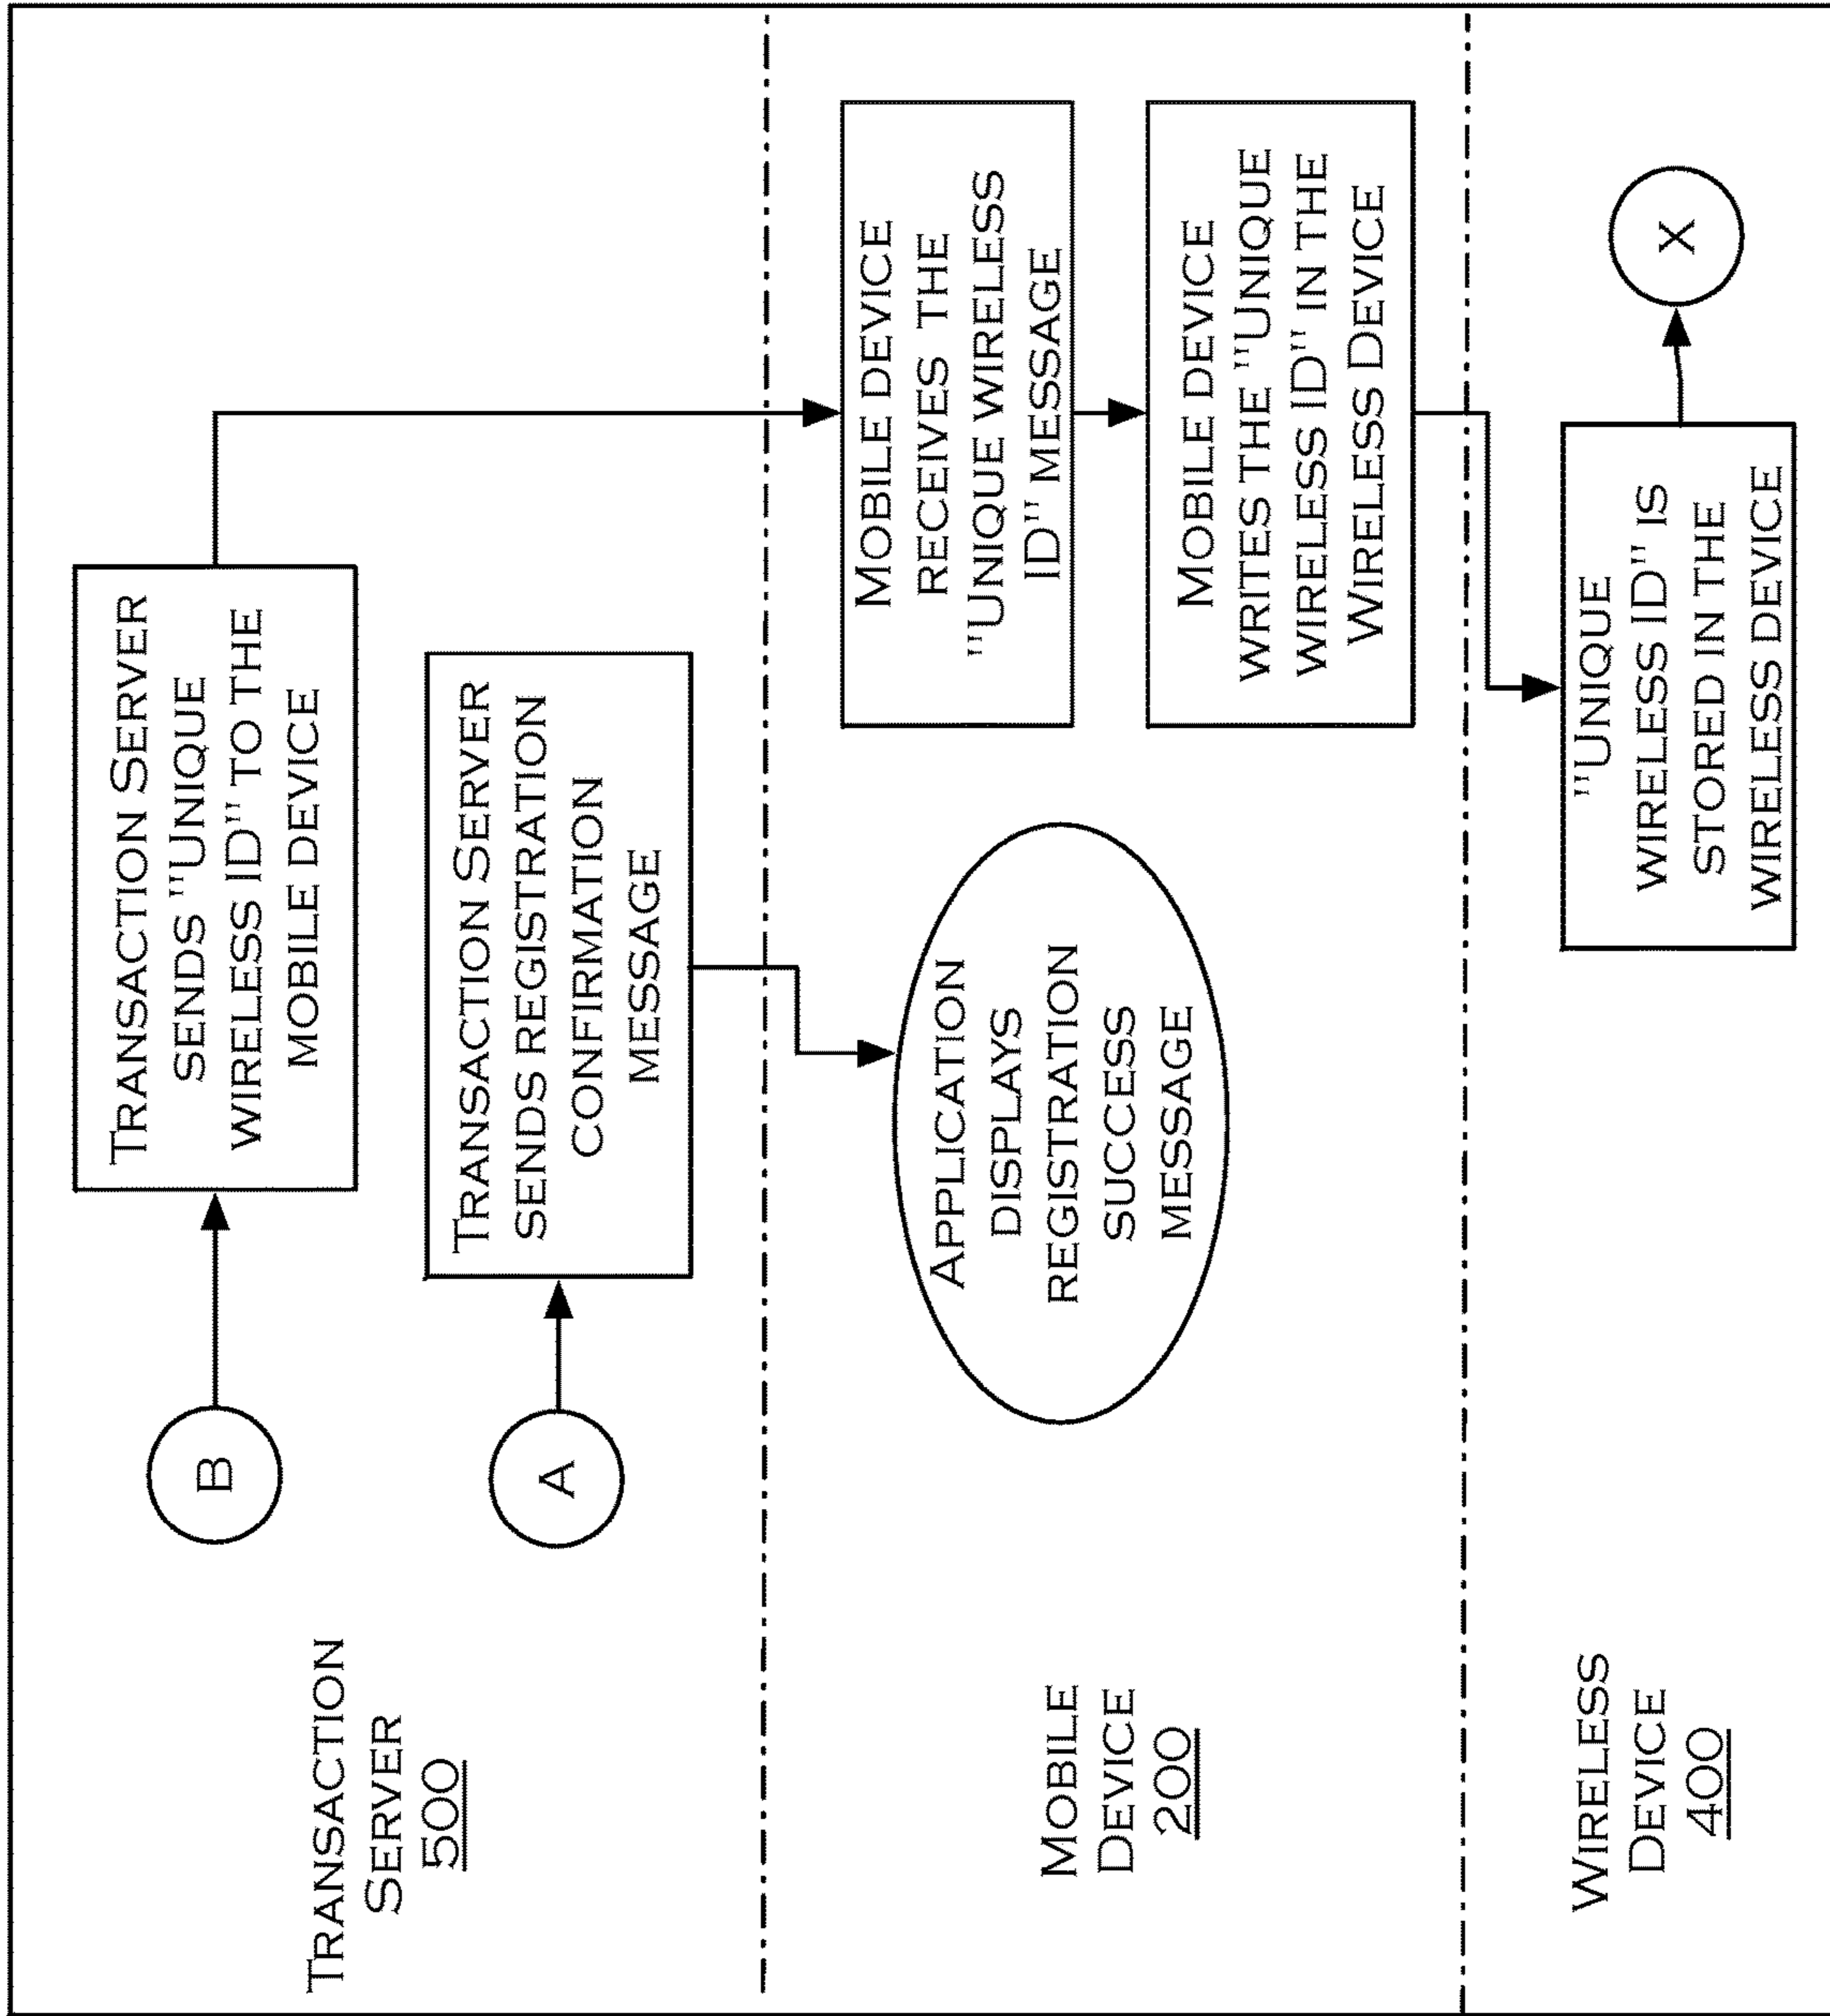 TRANSACTION
SERVER
500
B
TRANSACTION SERVER
SENDS "UNIQUE
WIRELESS ID" TO THE
MOBILE DEVICE
A
TRANSACTION SERVER
SENDS REGISTRATION
CONFIRMATION
MESSAGE
MOBILE
DEVICE
200
APPLICATION
DISPLAYS
REGISTRATION
SUCCESS
MESSAGE
MOBILE DEVICE
RECEIVES THE
"UNIQUE WIRELESS
ID" MESSAGE
MOBILE DEVICE
WRITES THE "UNIQUE
WIRELESS ID" IN THE
WIRELESS DEVICE
WIRELESS
DEVICE
400
"UNIQUE
WIRELESS ID" IS
STORED IN THE
WIRELESS DEVICE
X